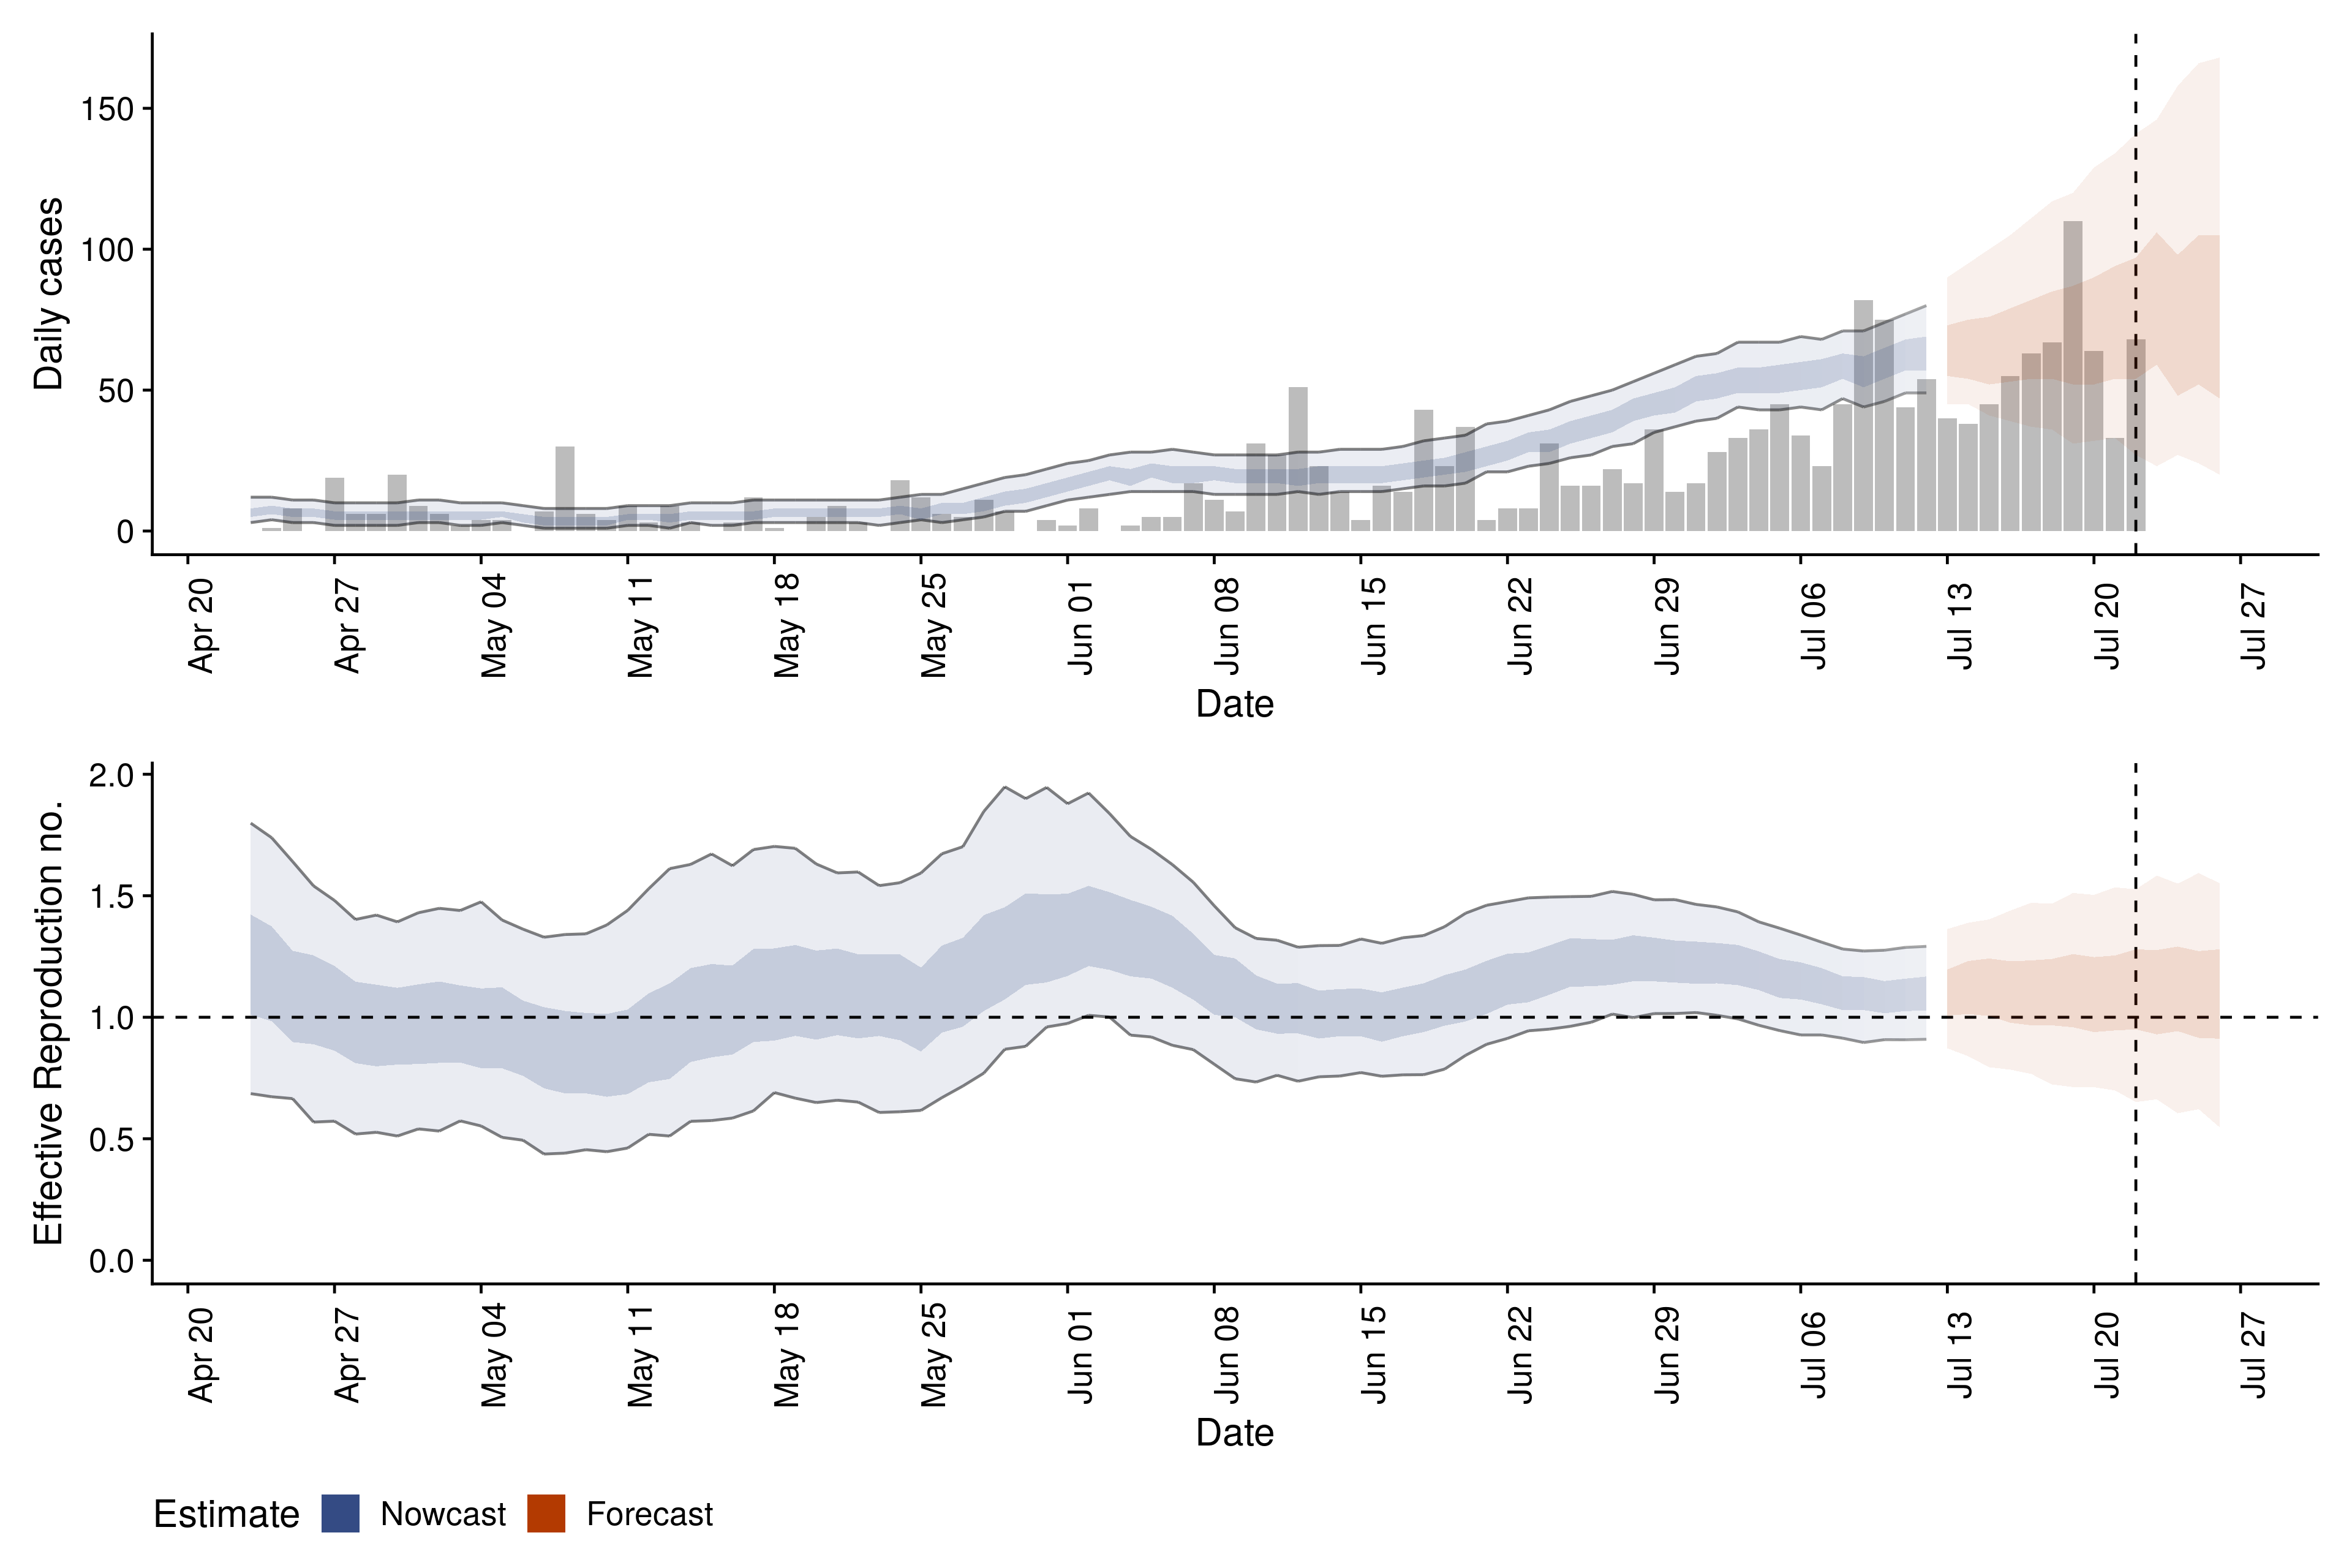 Daily cases
150
100
50
0
Apr 20
Apr 27
May 04
May 11
May 18
May 25
Jun 01
Jun 08
Jun 15
Jun 22
Jun 29
Jul 06
Jul 13
Jul 20
Jul 27
Date
Effective Reproduction no.
2.0
1.5
1.0
0.5
0.0
Apr 20
Apr 27
May 04
May 11
May 18
May 25
Jun 01
Jun 08
Jun 15
Jun 22
Jun 29
Jul 06
Jul 13
Jul 20
Jul 27
Date
Estimate Nowcast Forecast